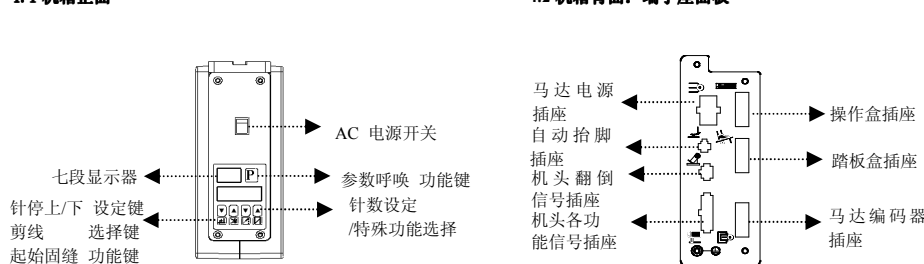 AC 电源开关
七段显示器
P
参数呼唤 功能键
针停上/下 设定键
剪线 选择键
起始固缝 功能键
针数设定
/特殊功能选择
马达电源
插座
自动抬脚
插座
机头翻倒
信号插座
机头各功
能信号插座
操作盒插座
踏板盒插座
马达编码器
插座